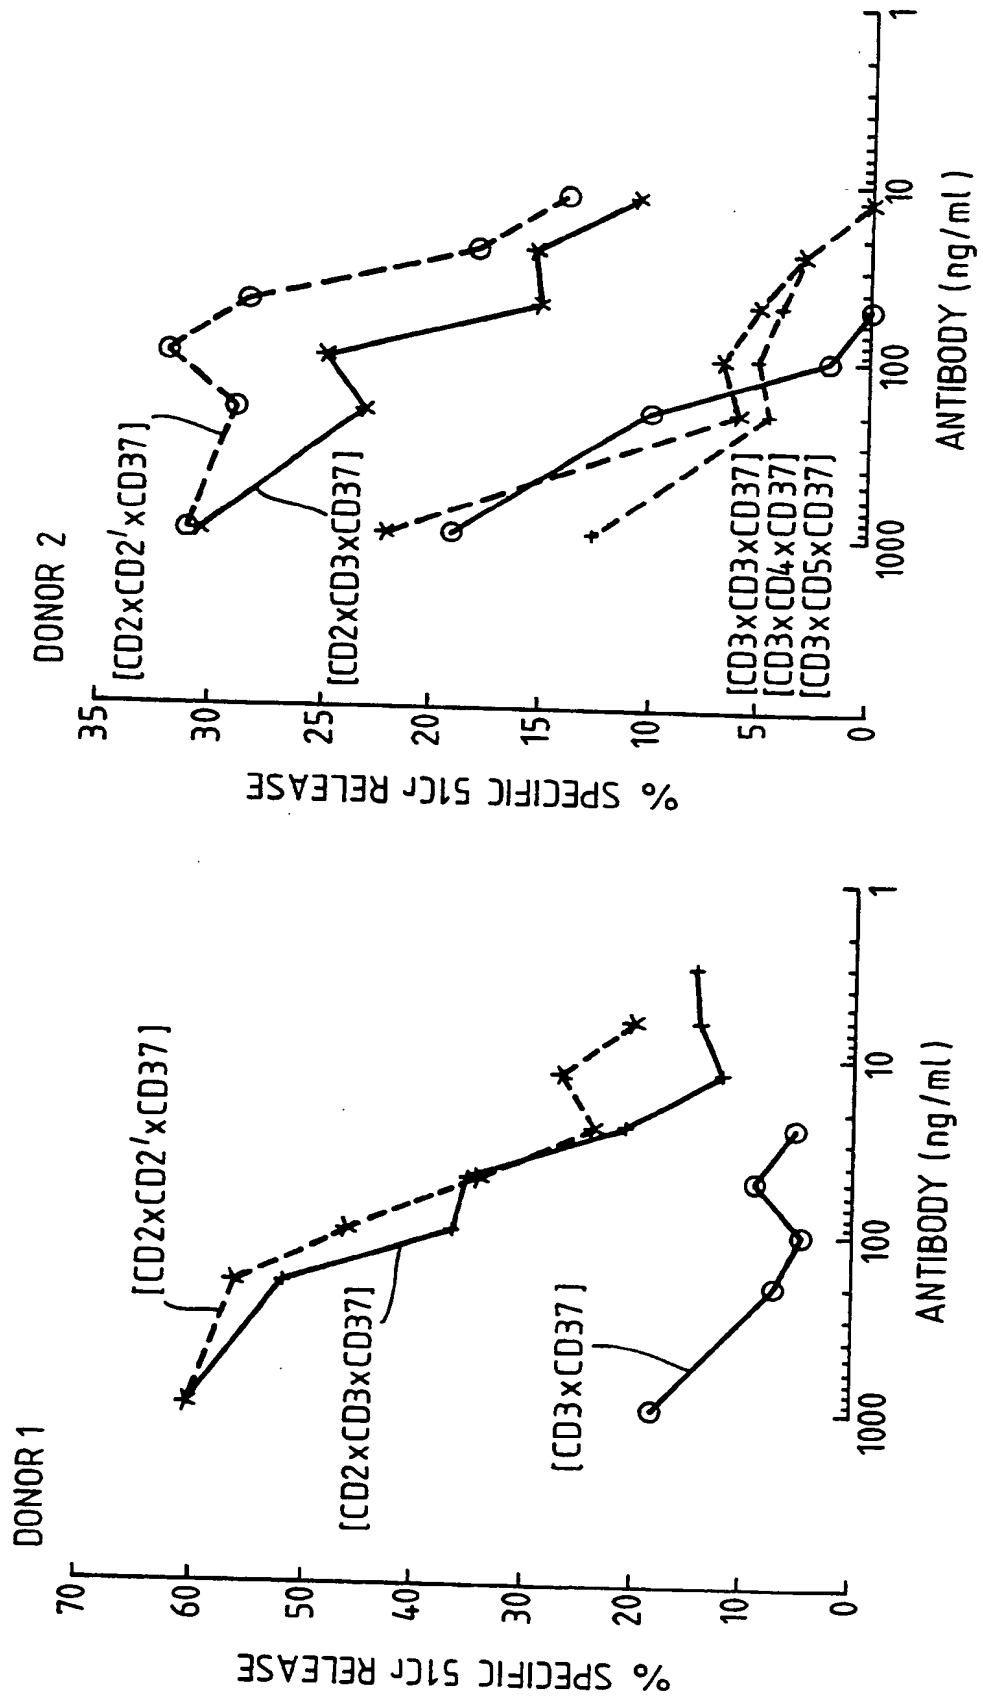 DONOR 1
% SPECIFIC 51Cr RELEASE
70
60
50
40
30
20
10
0
[CD2xCD2'xCD37]
[CD2xCD3xCD37]
[CD3xCD37]
1000
100
10
1
ANTIBODY (ng/ml)
DONOR 2
% SPECIFIC 51Cr RELEASE
35
30
25
20
15
10
5
0
[CD2xCD2'xCD37]
[CD2xCD3xCD37]
[CD3xCD3xCD37]
[CD3xCD4xCD37]
[CD3xCD5xCD37]
1000
100
10
1
ANTIBODY (ng/ml)